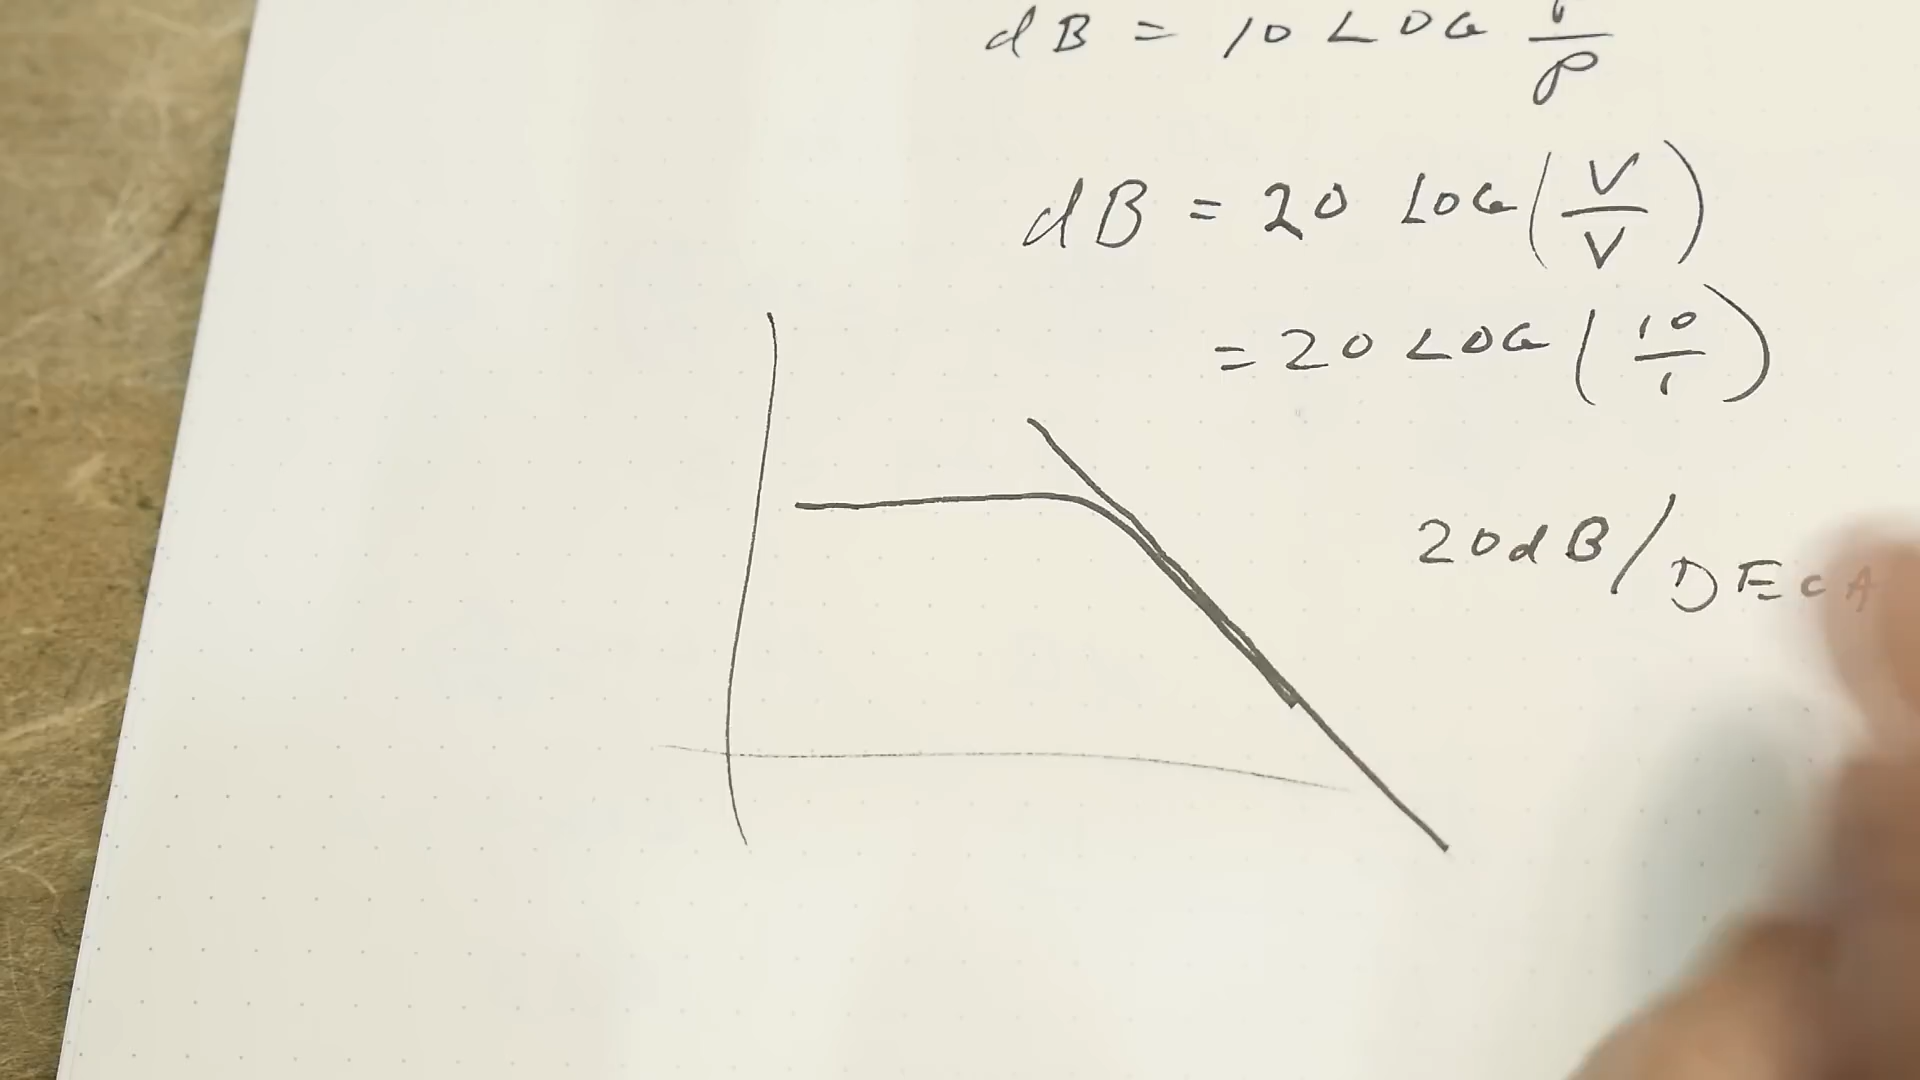 dB = 10 LOG P/P
dB = 20 LOG (V/V)
= 20 LOG (10/1)
20dB/DECA